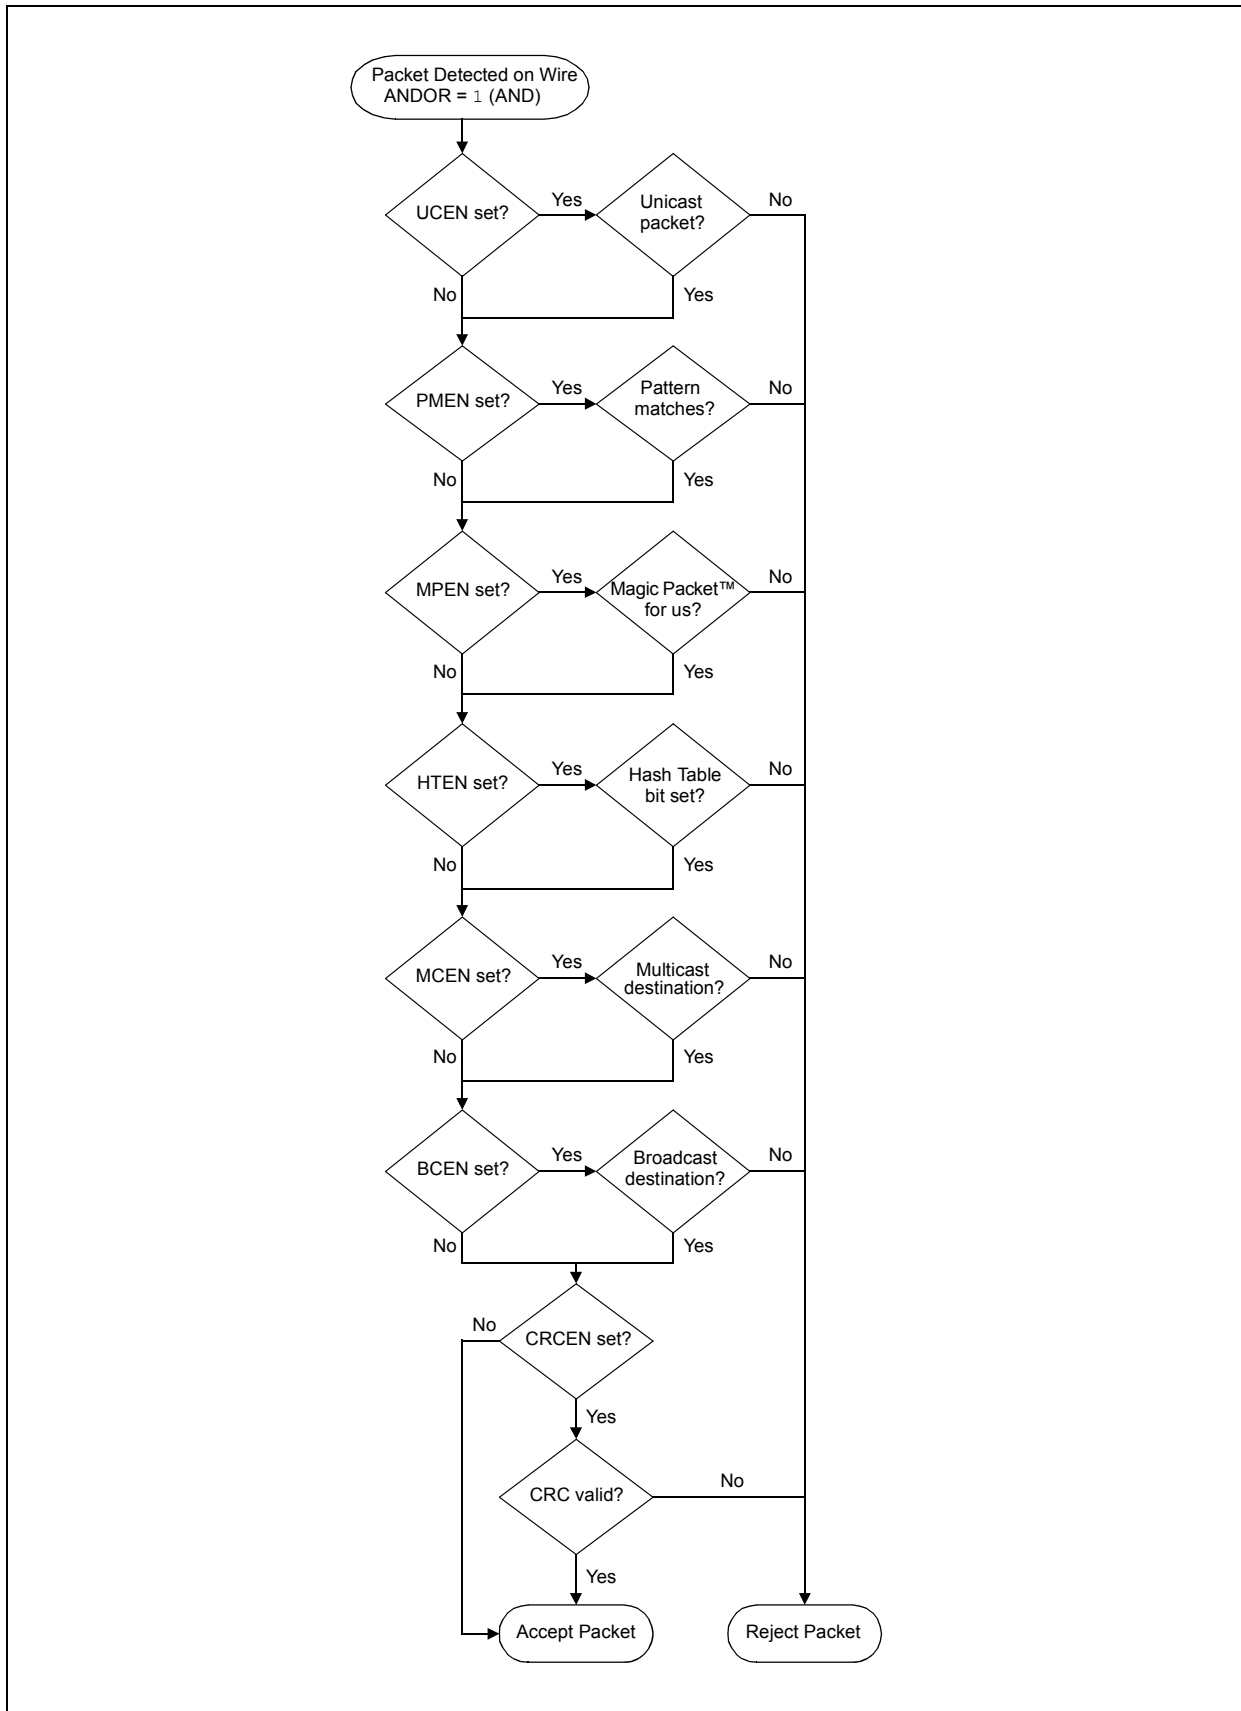 Packet Detected on Wire
ANDOR = 1 (AND)
UCEN set?
Yes
Unicast
packet?
No
No
Yes
PMEN set?
Yes
Pattern
matches?
No
No
Yes
MPEN set?
Yes
Magic Packet™
for us?
No
No
Yes
HTEN set?
Yes
Hash Table
bit set?
No
No
Yes
MCEN set?
Yes
Multicast
destination?
No
No
Yes
BCEN set?
Yes
Broadcast
destination?
No
No
Yes
No
CRCEN set?
Yes
CRC valid?
No
Yes
Accept Packet
Reject Packet